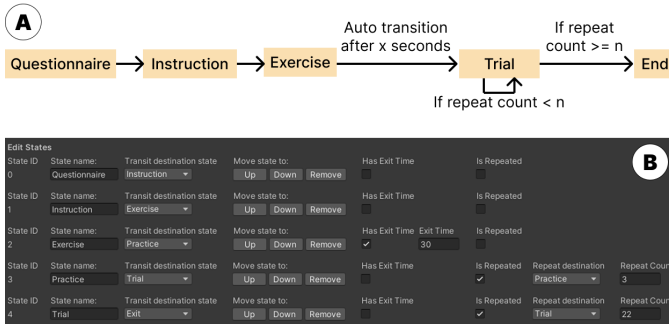 A
Auto transition
after x seconds
If repeat
count >= n
Questionnaire
Instruction
Exercise
Trial
End
If repeat count < n
B
Edit States
State ID State name: Transit destination state Move state to: Has Exit Time Is Repeated
0 Questionnaire Instruction Up Down Remove
State ID State name: Transit destination state Move state to: Has Exit Time Is Repeated
1 Instruction Exercise Up Down Remove
State ID State name: Transit destination state Move state to: Has Exit Time Exit Time Is Repeated
2 Exercise Practice Up Down Remove 30
State ID State name: Transit destination state Move state to: Has Exit Time Is Repeated Repeat destination Repeat Coun
3 Practice Trial Up Down Remove Practice 3
State ID State name: Transit destination state Move state to: Has Exit Time Is Repeated Repeat destination Repeat Coun
4 Trial Exit Up Down Remove Trial 22